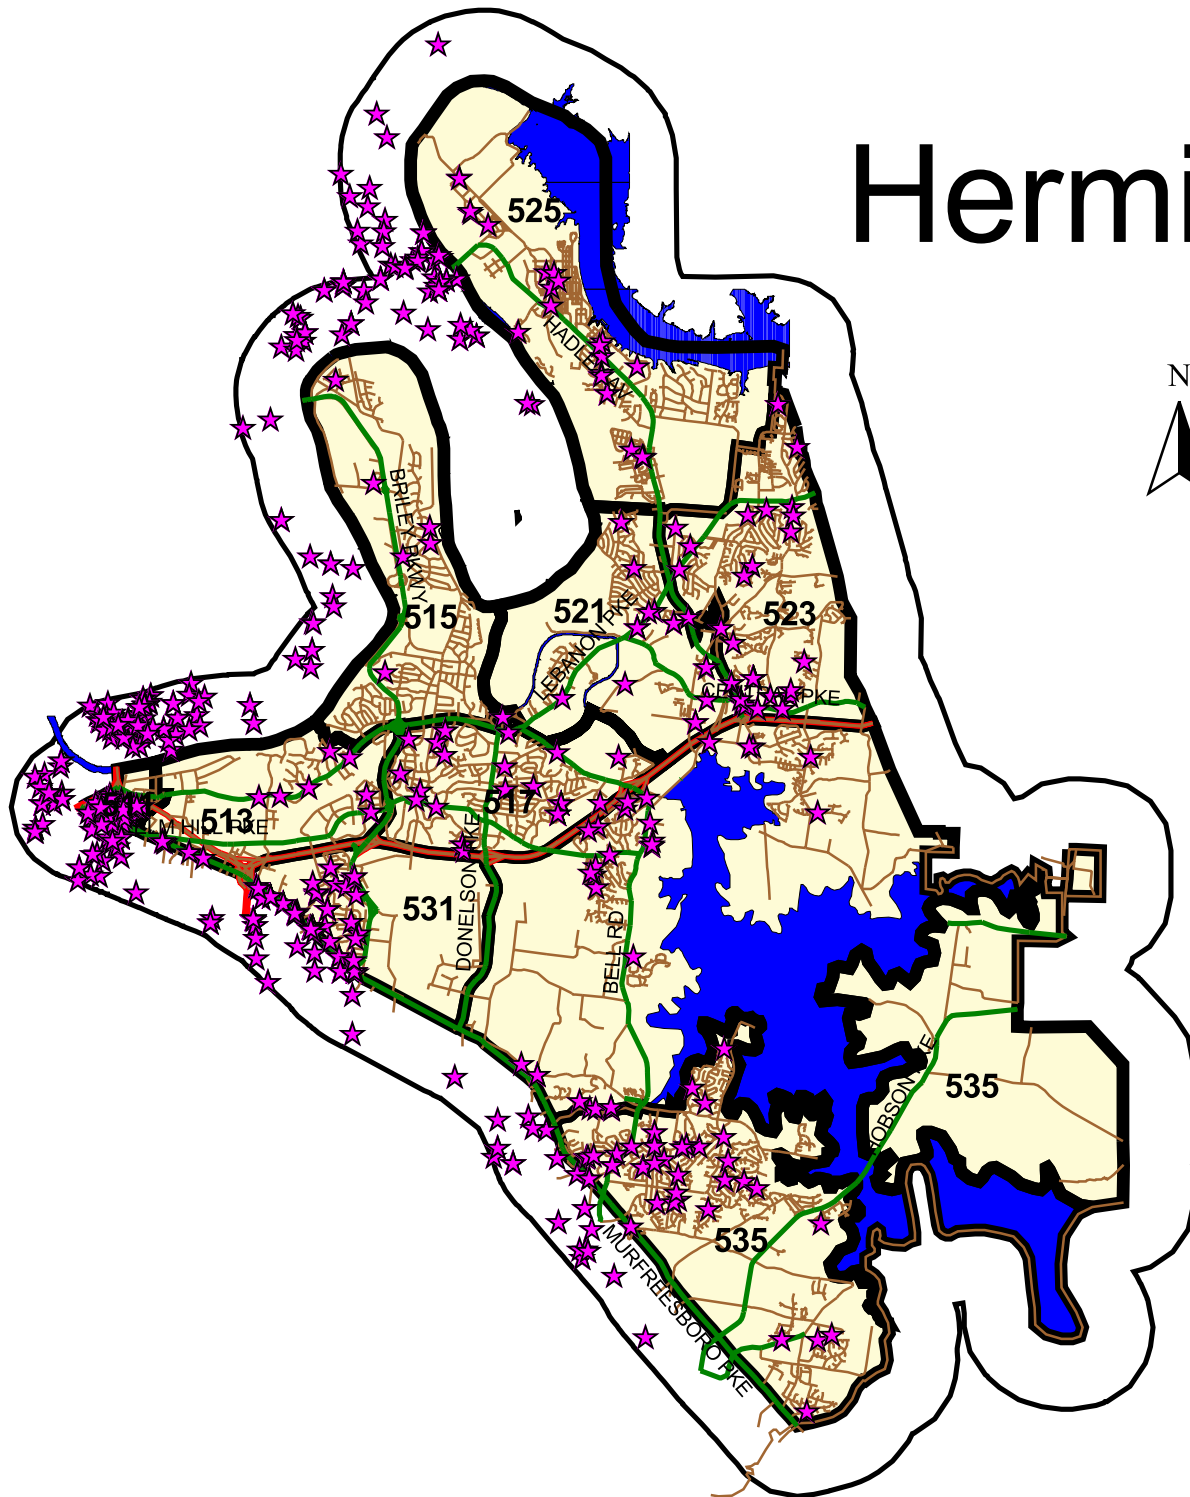 Hermi
525
N
HADLEY AV
BRILEY PKWY
515
521
523
LEBANON PKE
CENTRAL PKE
517
513
ELM HILL PKE
531
DONELSON PKE
BELL RD
HOBSON PKE
535
535
MURFREESBORO PKE